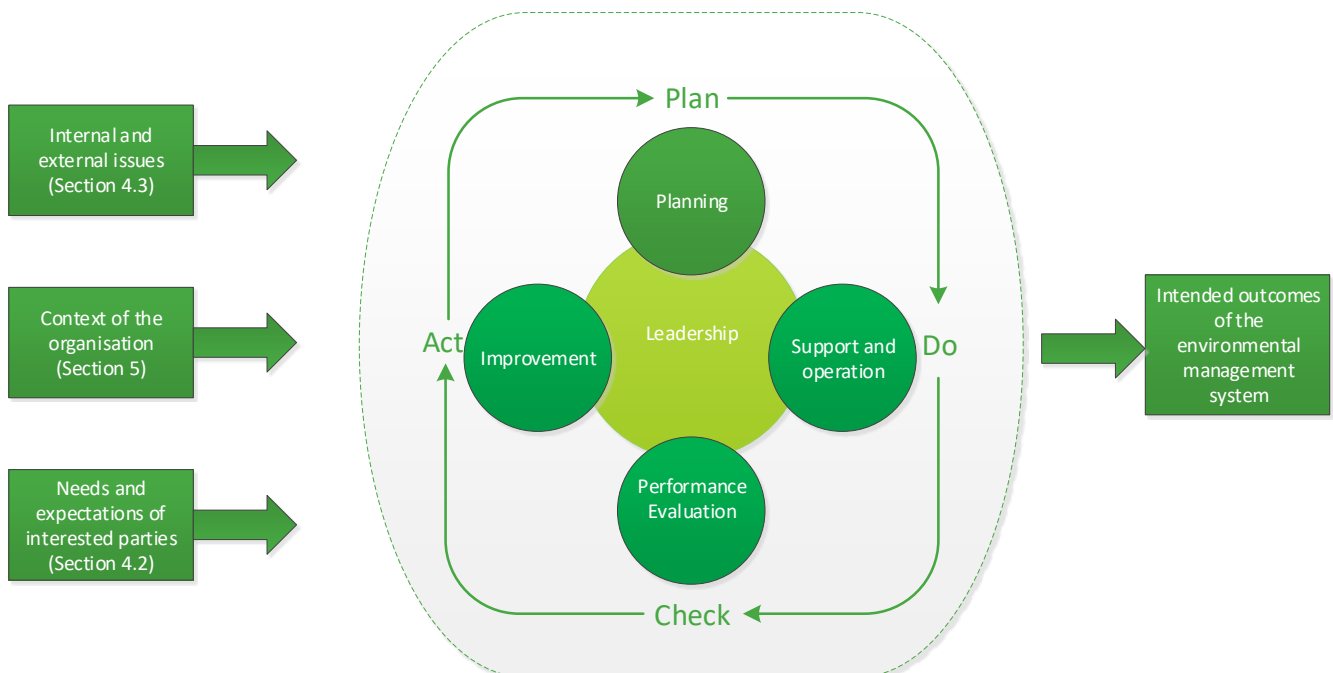 Internal and
external issues
(Section 4.3)
Context of the
organisation
(Section 5)
Needs and
expectations of
interested parties
(Section 4.2)
Plan
Planning
Act
Improvement
Leadership
Support and
operation
Do
Performance
Evaluation
Check
Intended outcomes
of the
environmental
management
system